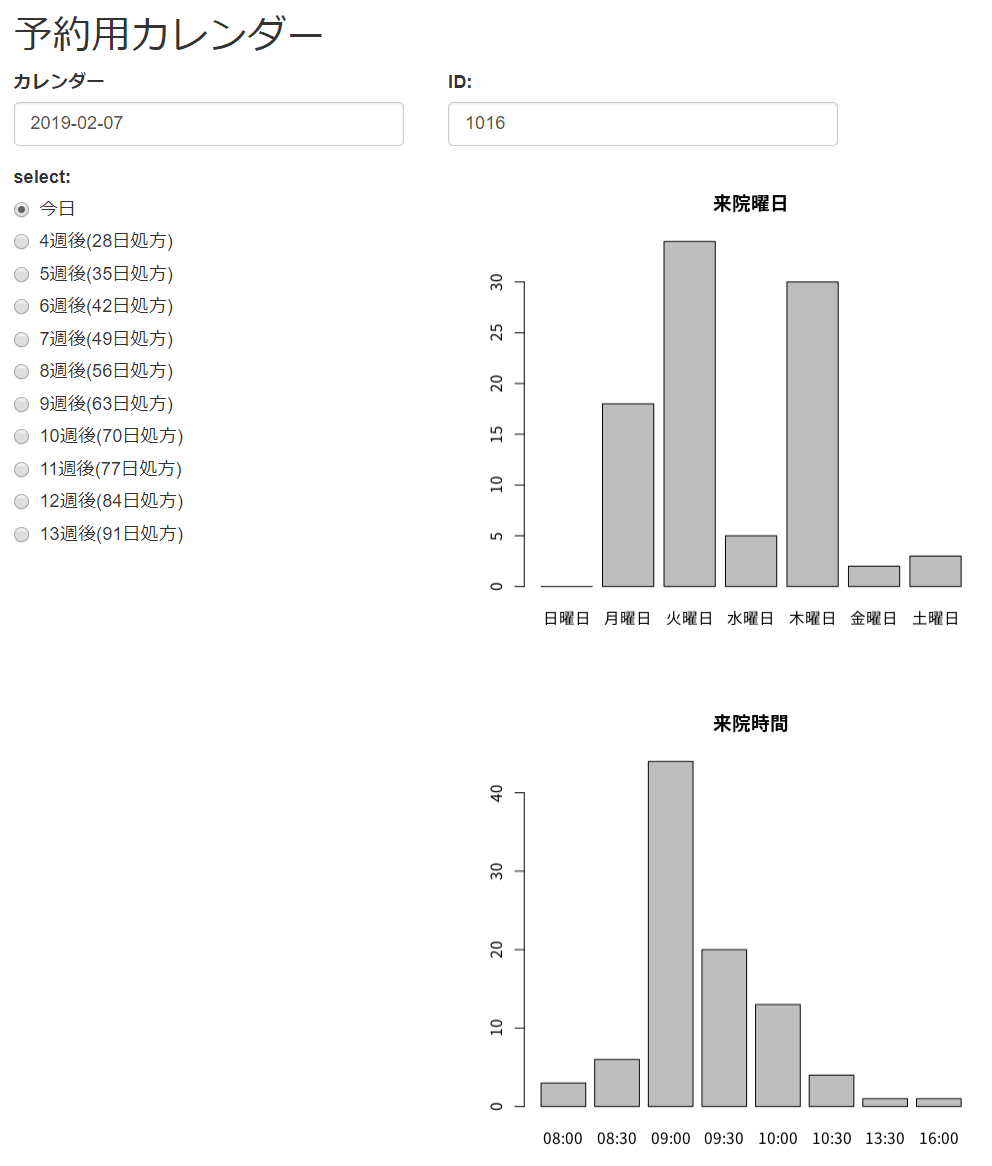 予約用カレンダー
カレンダー
2019-02-07
ID:
1016
select:
今日
4週後(28日処方)
5週後(35日処方)
6週後(42日処方)
7週後(49日処方)
8週後(56日処方)
9週後(63日処方)
10週後(70日処方)
11週後(77日処方)
12週後(84日処方)
13週後(91日処方)
来院曜日
30
25
20
15
10
5
0
日曜日 月曜日 火曜日 水曜日 木曜日 金曜日 土曜日
来院時間
40
30
20
10
0
08:00 08:30 09:00 09:30 10:00 10:30 13:30 16:00